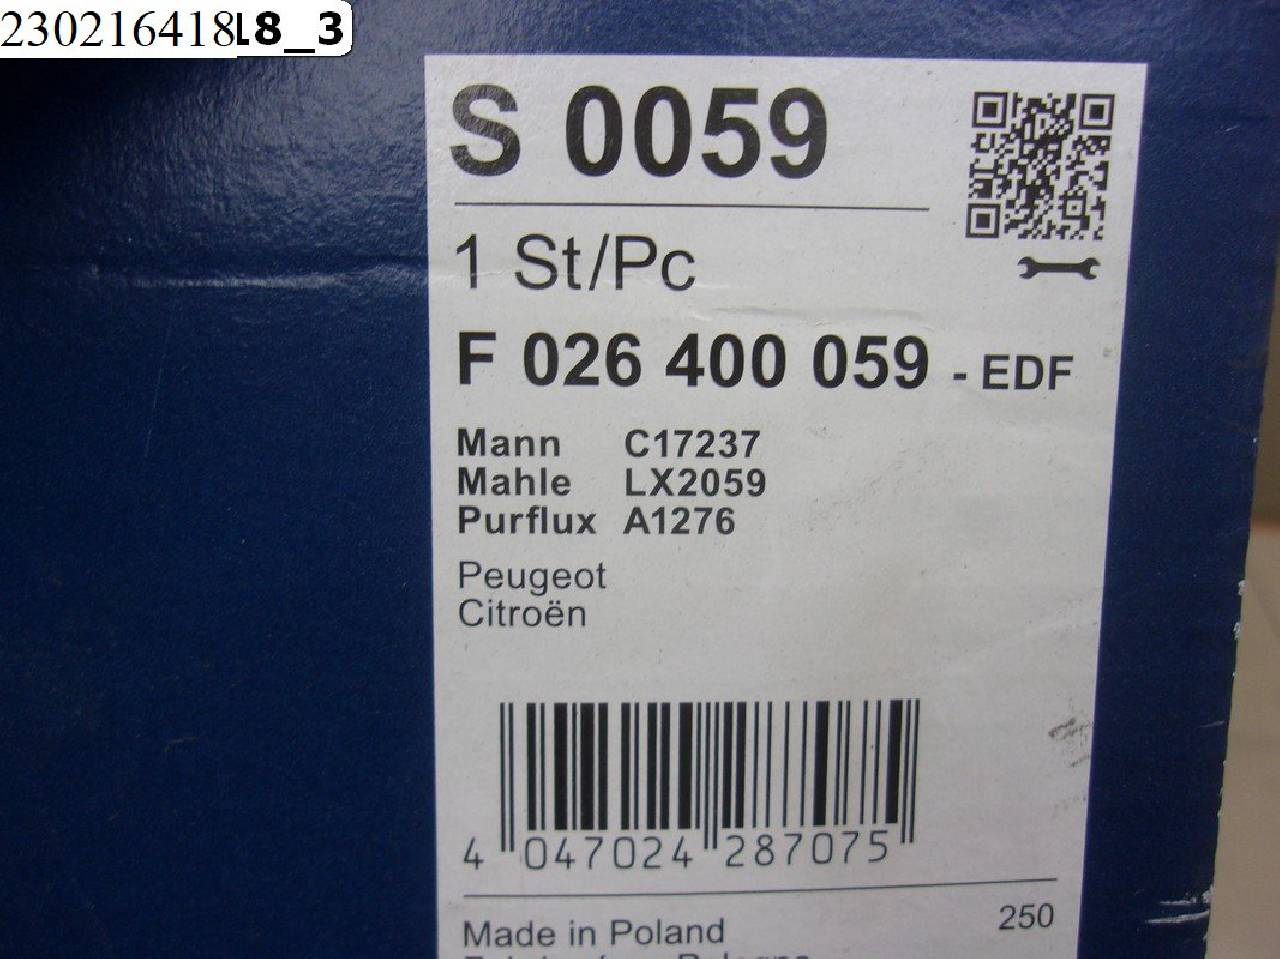 230216418L8_3
S 0059
1 St/Pc
F 026 400 059 - EDF
Mann C17237
Mahle LX2059
Purflux A1276
Peugeot
Citroën
4 047024 287075
250
Made in Poland